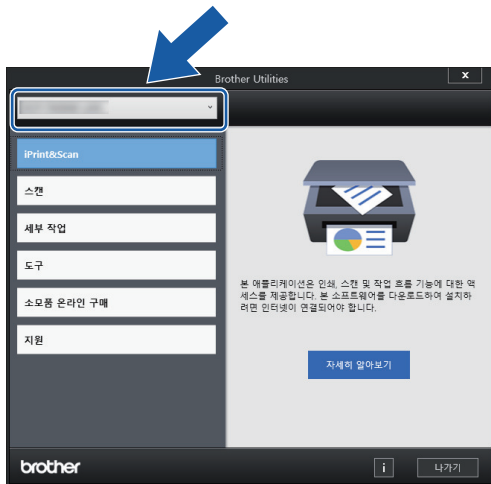 Brother Utilities
x
iPrint&Scan
스캔
세부 작업
도구
소모품 온라인 구매
지원
본 애플리케이션은 인쇄, 스캔 및 작업 흐름 기능에 대한 액
세스를 제공합니다. 본 소프트웨어를 다운로드하여 설치하
려면 인터넷이 연결되어야 합니다.
자세히 알아보기
brother
i
나가기